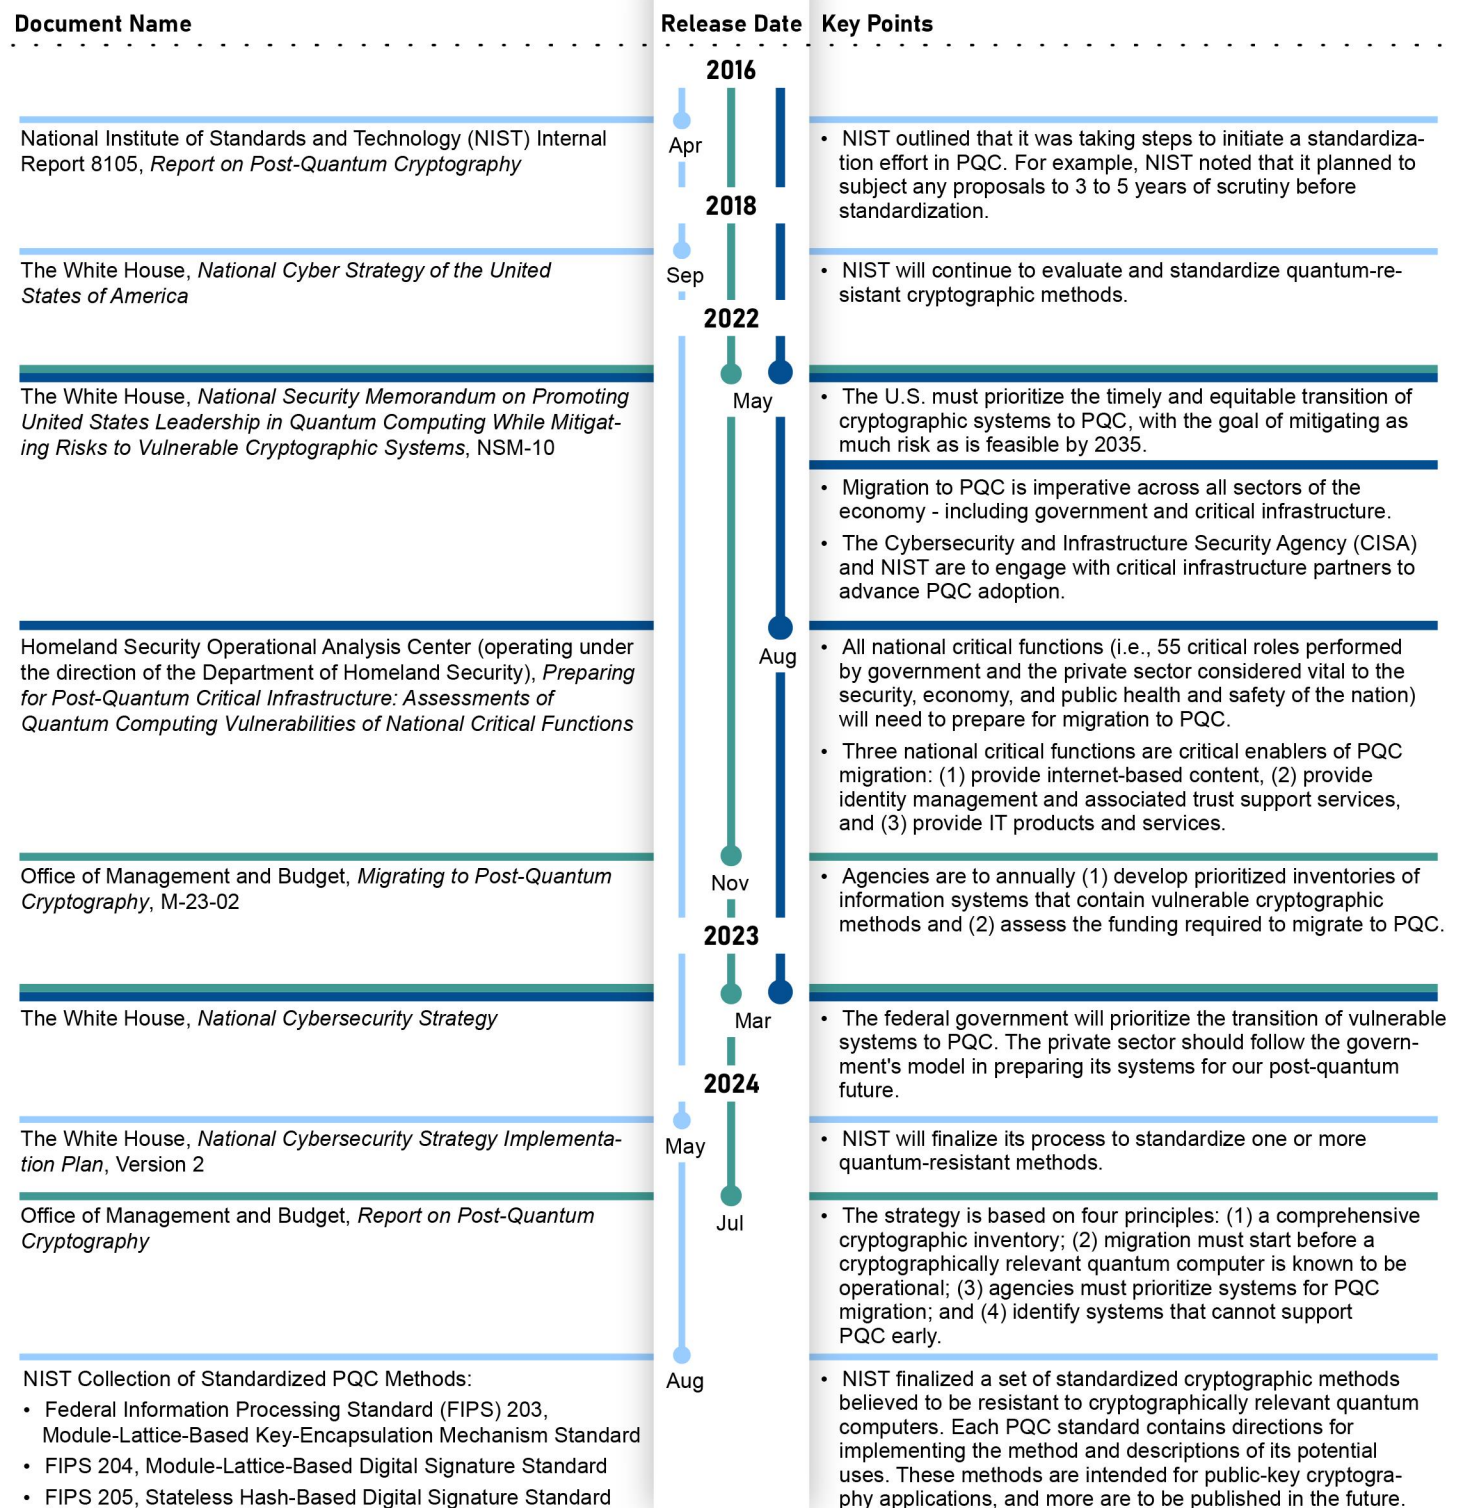 Document Name
Release Date
Key Points
2016
National Institute of Standards and Technology (NIST) Internal
Report 8105, Report on Post-Quantum Cryptography
Apr
• NIST outlined that it was taking steps to initiate a standardiza-
tion effort in PQC. For example, NIST noted that it planned to
subject any proposals to 3 to 5 years of scrutiny before
standardization.
2018
The White House, National Cyber Strategy of the United
States of America
Sep
• NIST will continue to evaluate and standardize quantum-re-
sistant cryptographic methods.
2022
The White House, National Security Memorandum on Promoting
United States Leadership in Quantum Computing While Mitigat-
ing Risks to Vulnerable Cryptographic Systems, NSM-10
May
• The U.S. must prioritize the timely and equitable transition of
cryptographic systems to PQC, with the goal of mitigating as
much risk as is feasible by 2035.
• Migration to PQC is imperative across all sectors of the
economy - including government and critical infrastructure.
• The Cybersecurity and Infrastructure Security Agency (CISA)
and NIST are to engage with critical infrastructure partners to
advance PQC adoption.
Homeland Security Operational Analysis Center (operating under
the direction of the Department of Homeland Security), Preparing
for Post-Quantum Critical Infrastructure: Assessments of
Quantum Computing Vulnerabilities of National Critical Functions
Aug
• All national critical functions (i.e., 55 critical roles performed
by government and the private sector considered vital to the
security, economy, and public health and safety of the nation)
will need to prepare for migration to PQC.
• Three national critical functions are critical enablers of PQC
migration: (1) provide internet-based content, (2) provide
identity management and associated trust support services,
and (3) provide IT products and services.
Office of Management and Budget, Migrating to Post-Quantum
Cryptography, M-23-02
Nov
• Agencies are to annually (1) develop prioritized inventories of
information systems that contain vulnerable cryptographic
methods and (2) assess the funding required to migrate to PQC.
2023
The White House, National Cybersecurity Strategy
Mar
• The federal government will prioritize the transition of vulnerable
systems to PQC. The private sector should follow the govern-
ment's model in preparing its systems for our post-quantum
future.
2024
The White House, National Cybersecurity Strategy Implementa-
tion Plan, Version 2
May
• NIST will finalize its process to standardize one or more
quantum-resistant methods.
Office of Management and Budget, Report on Post-Quantum
Cryptography
Jul
• The strategy is based on four principles: (1) a comprehensive
cryptographic inventory; (2) migration must start before a
cryptographically relevant quantum computer is known to be
operational; (3) agencies must prioritize systems for PQC
migration; and (4) identify systems that cannot support
PQC early.
NIST Collection of Standardized PQC Methods:
• Federal Information Processing Standard (FIPS) 203,
Module-Lattice-Based Key-Encapsulation Mechanism Standard
• FIPS 204, Module-Lattice-Based Digital Signature Standard
• FIPS 205, Stateless Hash-Based Digital Signature Standard
Aug
• NIST finalized a set of standardized cryptographic methods
believed to be resistant to cryptographically relevant quantum
computers. Each PQC standard contains directions for
implementing the method and descriptions of its potential
uses. These methods are intended for public-key cryptogra-
phy applications, and more are to be published in the future.